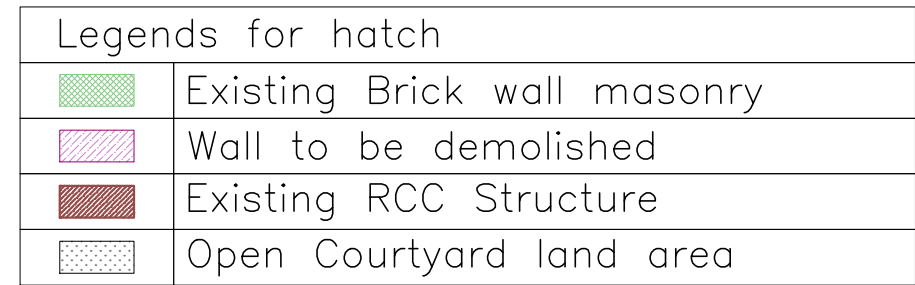 Legends for hatch
Existing Brick wall masonry
Wall to be demolished
Existing RCC Structure
Open Courtyard land area